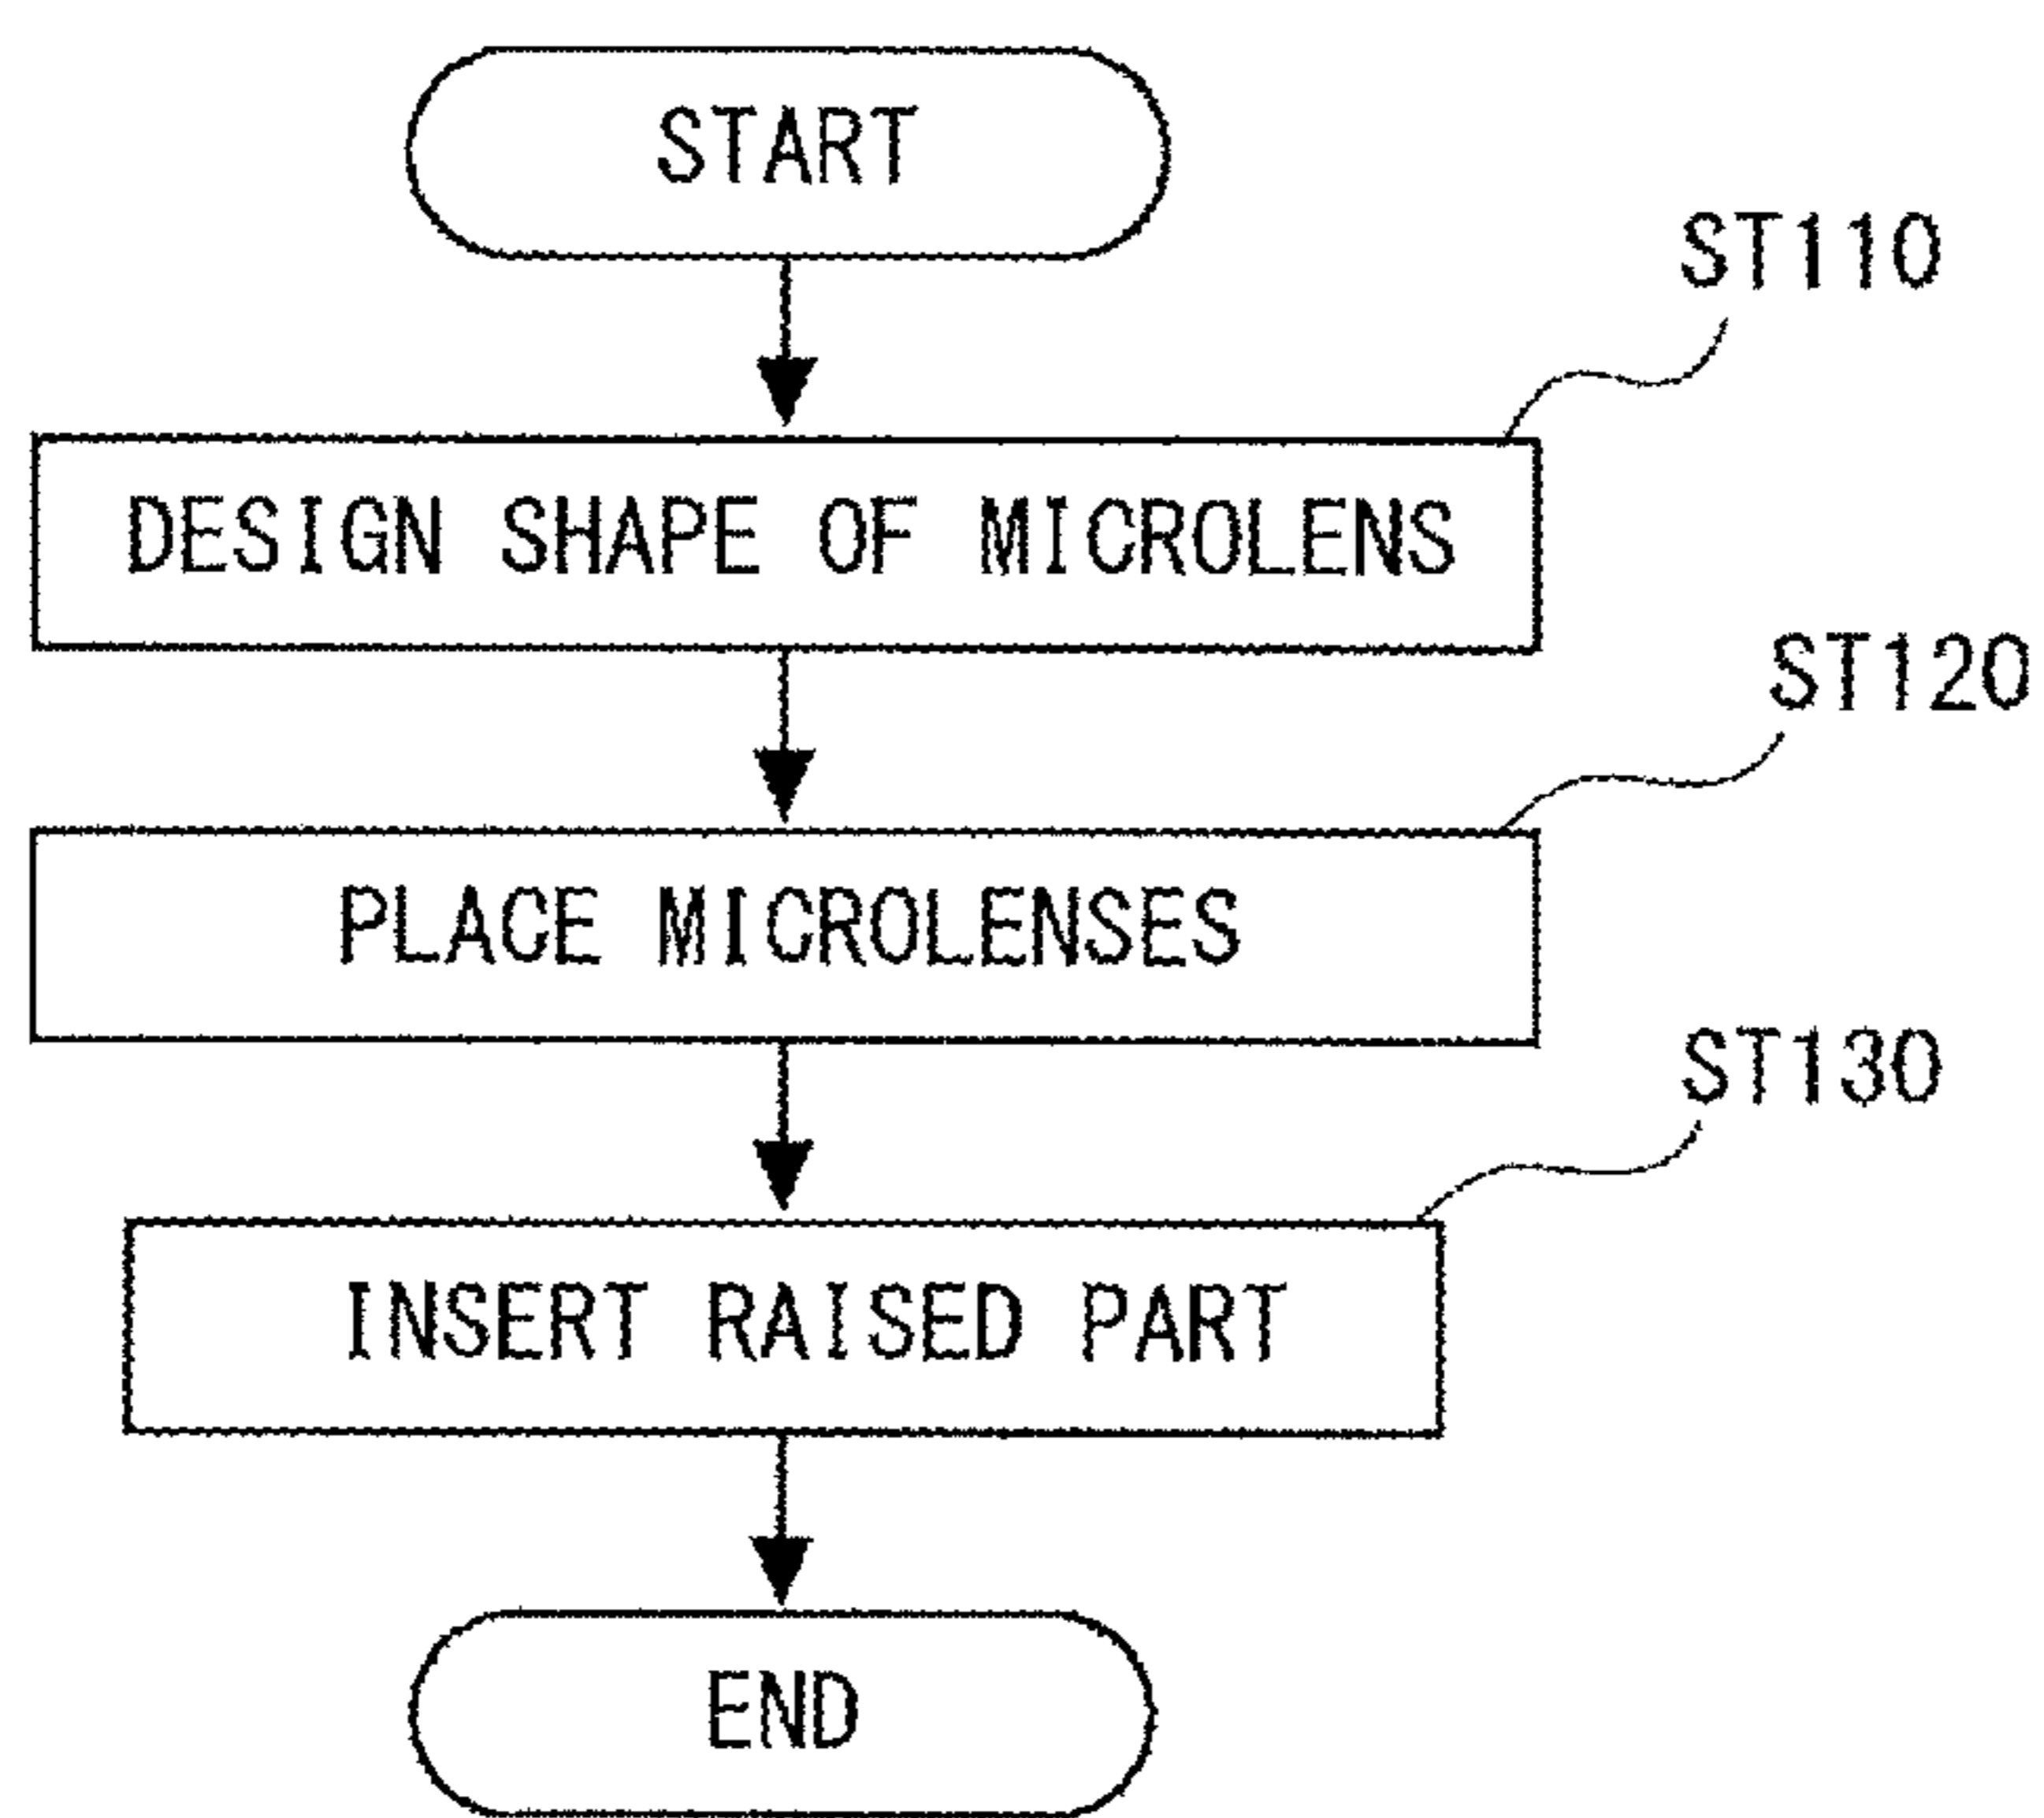 START
ST110
DESIGN SHAPE OF MICROLENS
ST120
PLACE MICROLENSES
ST130
INSERT RAISED PART
END